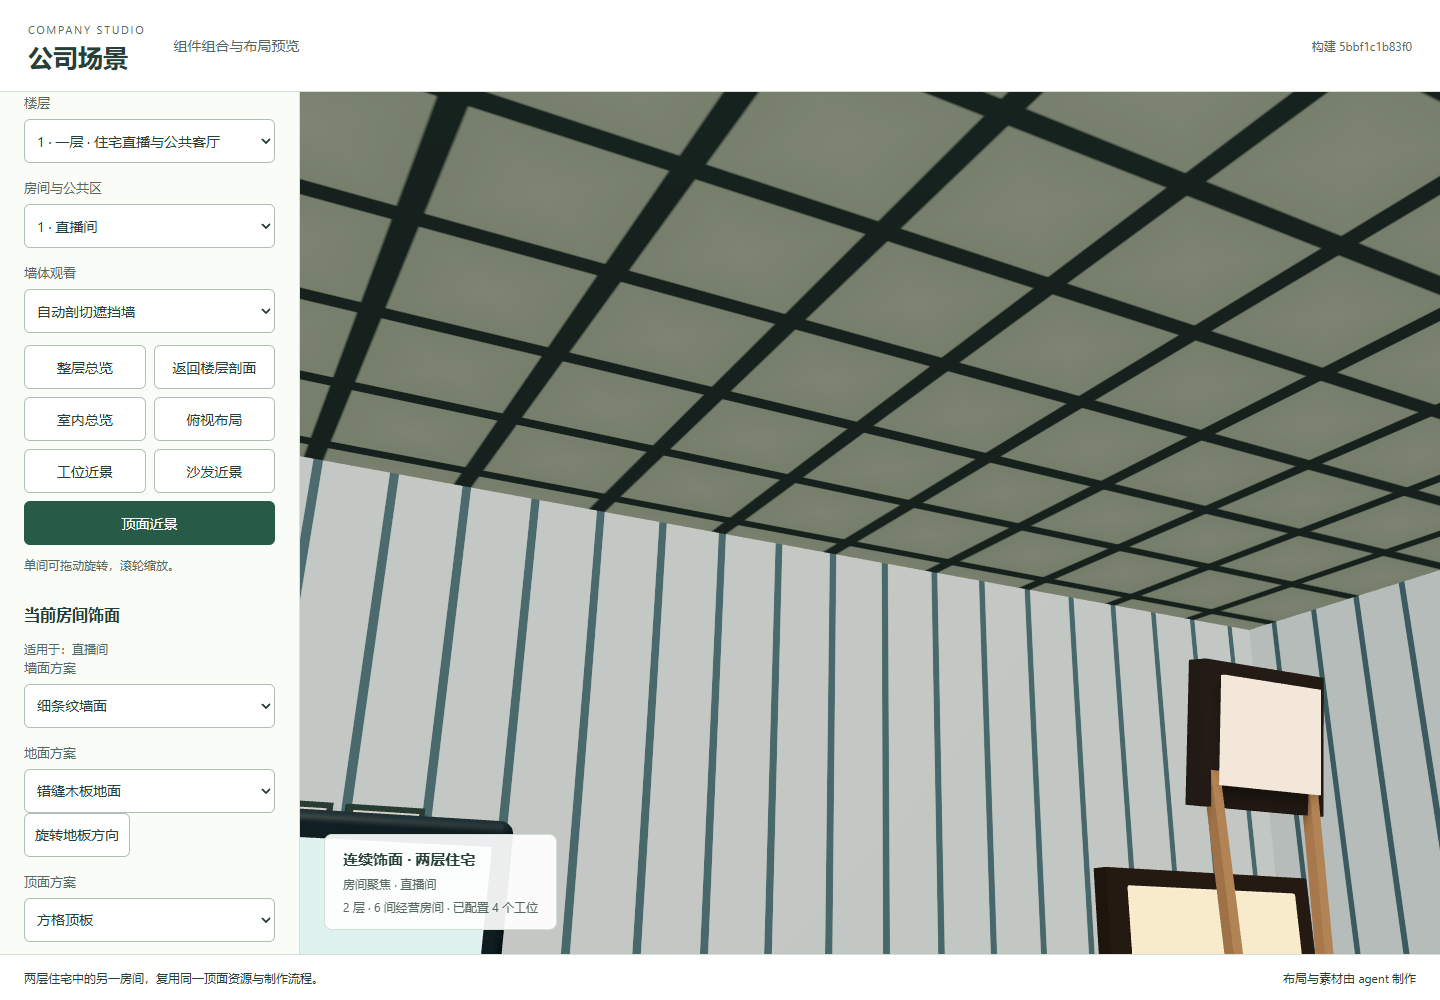 COMPANY STUDIO
公司场景
组件组合与布局预览
构建 5bbf1c1b83f0
楼层
1 · 一层 · 住宅直播与公共客厅
房间与公共区
1 · 直播间
墙体观看
自动剖切遮挡墙
整层总览
返回楼层剖面
室内总览
俯视布局
工位近景
沙发近景
顶面近景
单间可拖动旋转，滚轮缩放。
当前房间饰面
适用于：直播间
墙面方案
细条纹墙面
地面方案
错缝木板地面
旋转地板方向
顶面方案
方格顶板
连续饰面 · 两层住宅
房间聚焦 · 直播间
2 层 · 6 间经营房间 · 已配置 4 个工位
两层住宅中的另一房间，复用同一顶面资源与制作流程。
布局与素材由 agent 制作